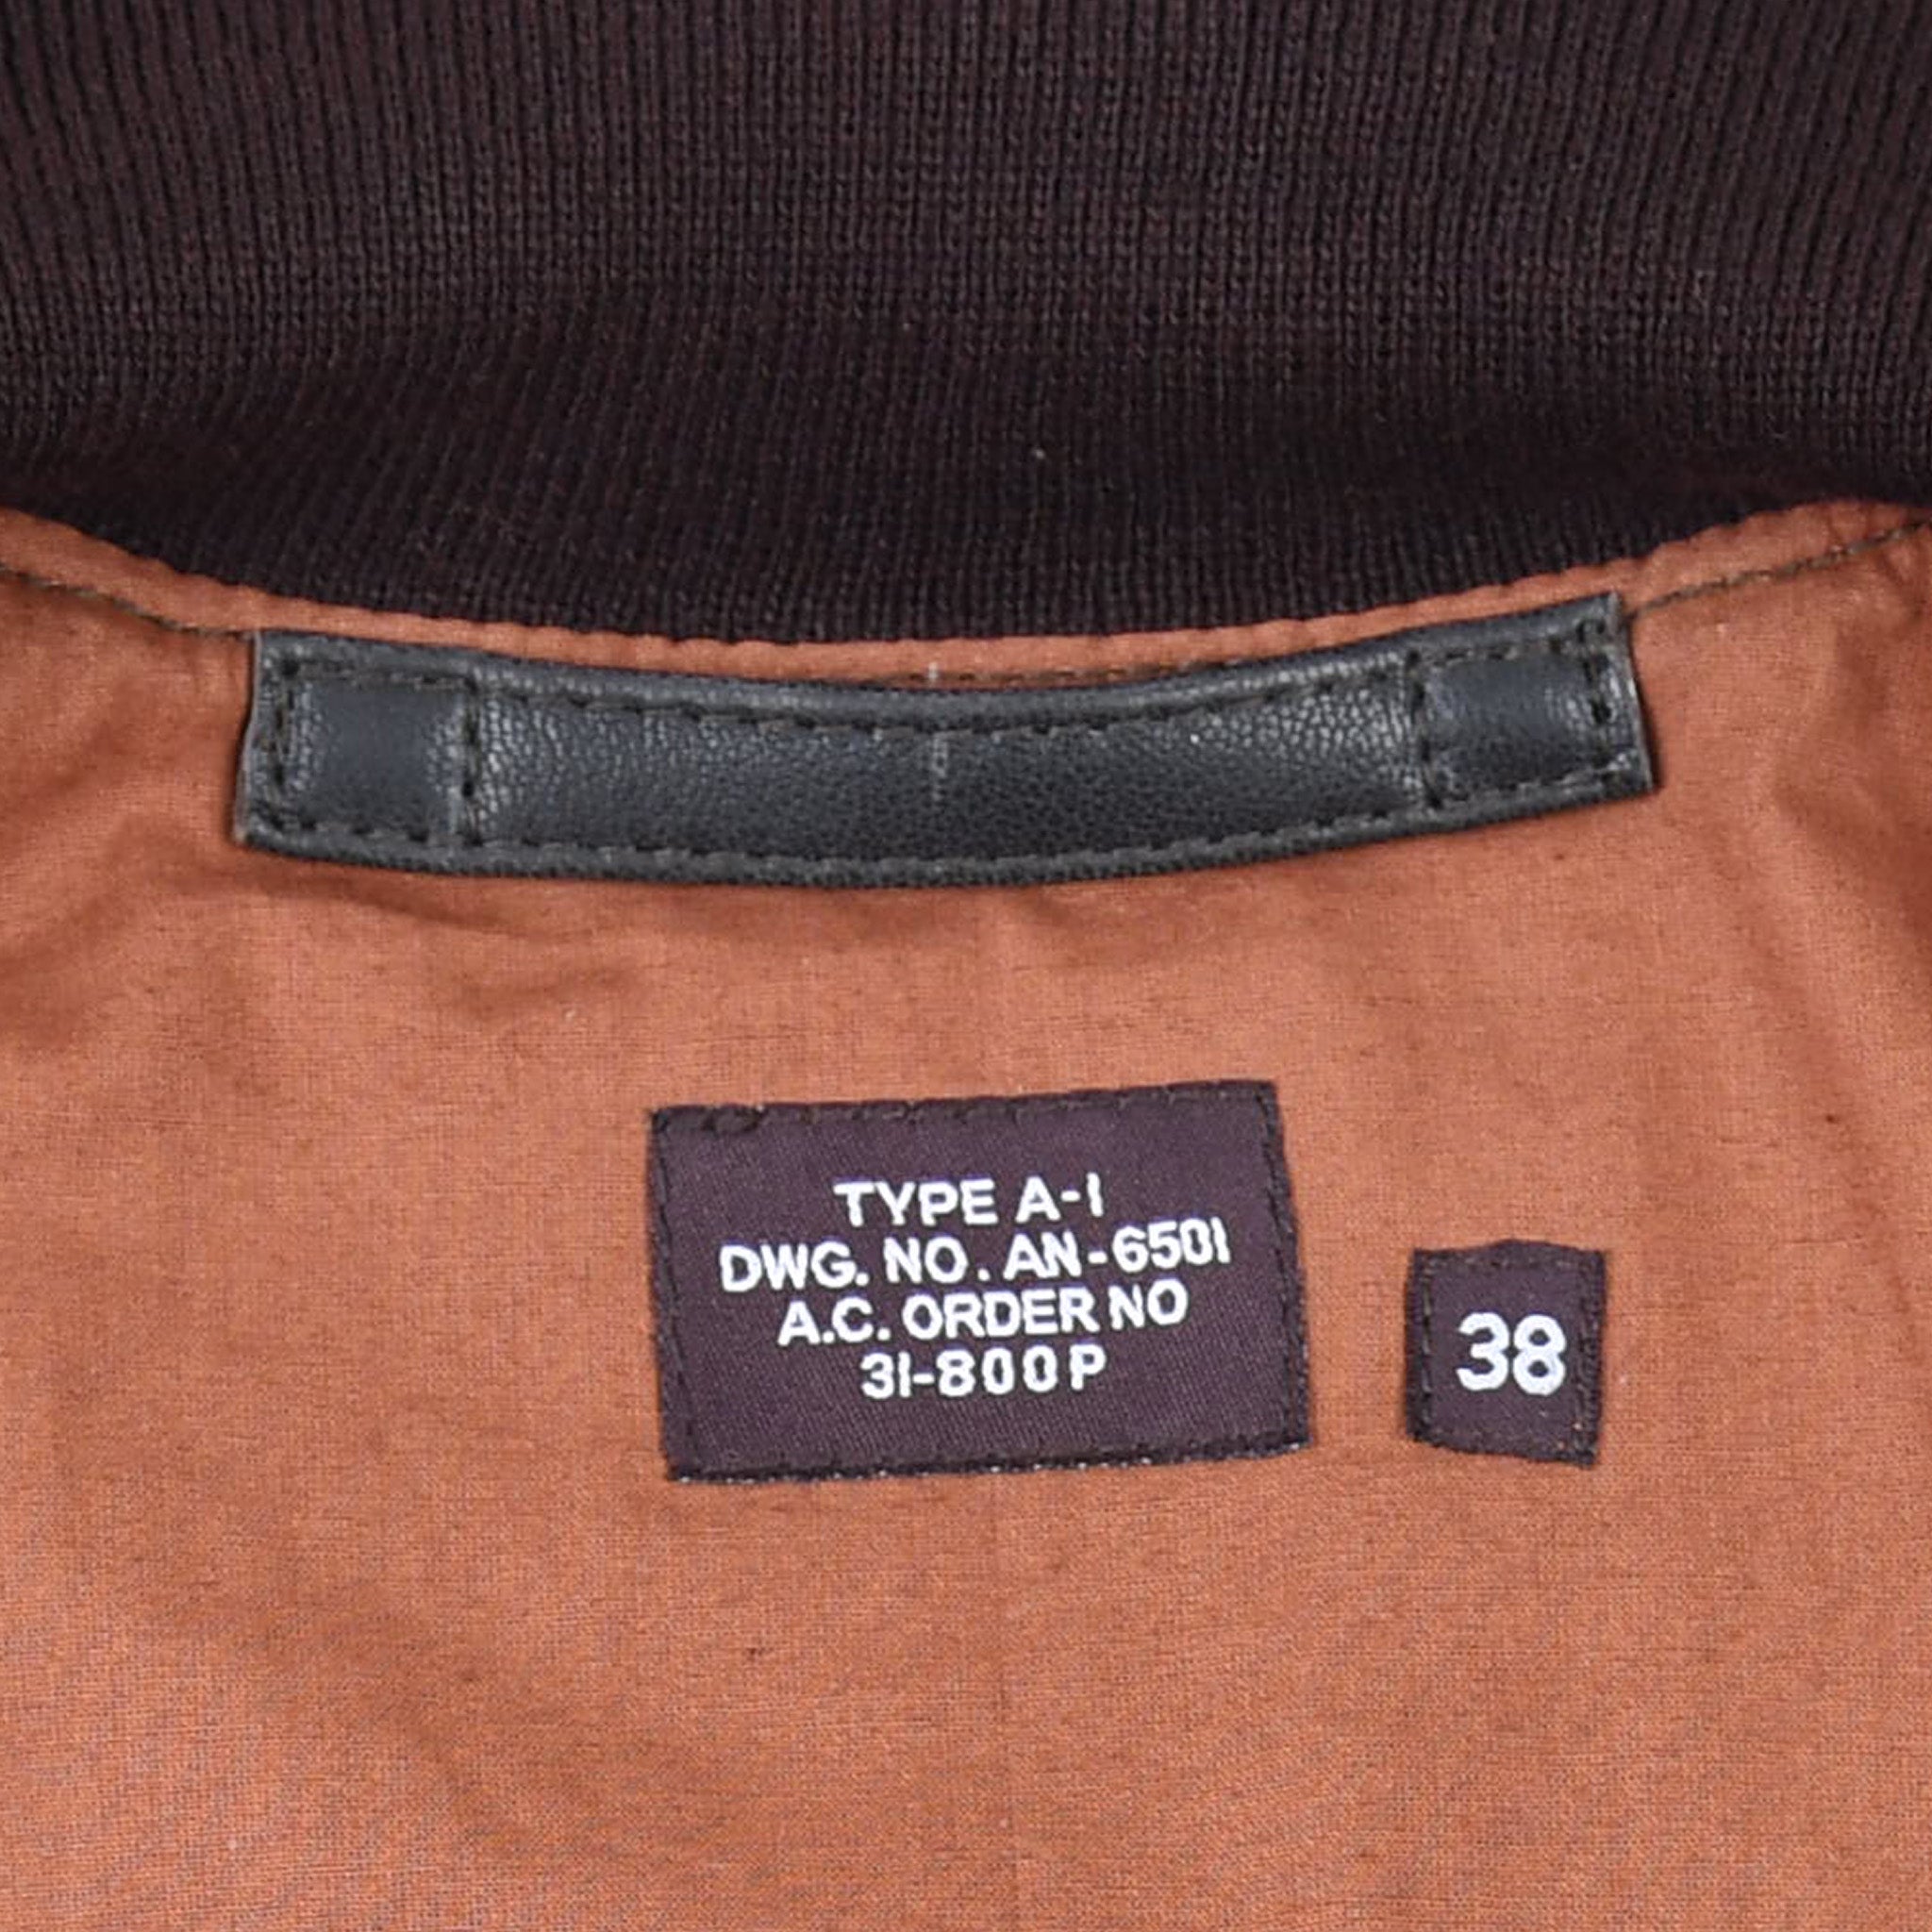 TYPE A-1
DWG. NO. AN-6501
A.C. ORDER NO
31-800P
38